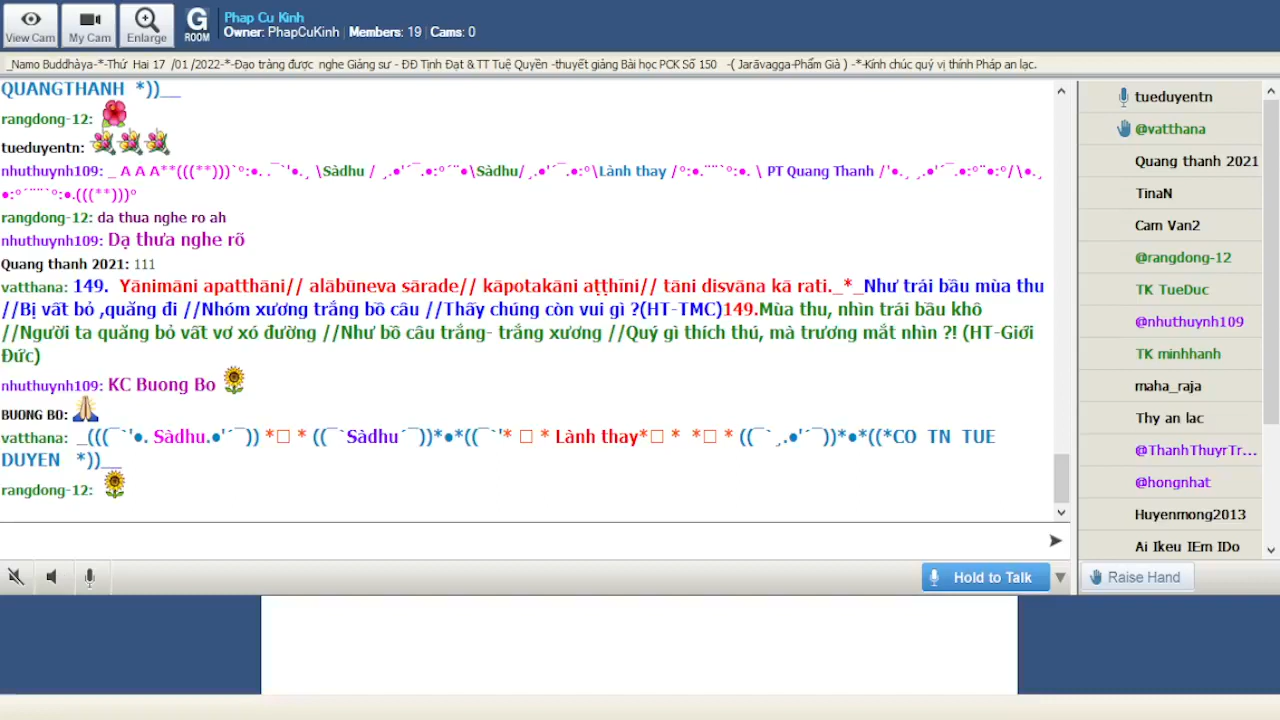 View Cam
My Cam
Enlarge
G
ROOM
Phap Cu Kinh
Owner: PhapCuKinh | Members: 19 | Cams: 0
_Namo Buddhàya-*-Thứ Hai 17 /01 /2022-*-Đạo tràng được nghe Giảng sư - ĐĐ Tịnh Đạt & TT Tuệ Quyền -thuyết giảng Bài học PCK Số 150 -( Jarāvagga-Phẩm Già ) -*-Kính chúc quý vị thính Pháp an lạc.
QUANGTHANH *))__
rangdong-12:
tueduyentn:
nhuthuynh109: _ A A A**(((**)))`°:•. .¯`'•.¸ \Sàdhu / ¸.•'´¯.•:°´¨•\Sàdhu/¸.•'´¯.•:°\Lành thay /°:•.¨¨`°:•. \ PT Quang Thanh /'•.¸ ¸.•'´¯.•:°¨•:°/\•.¸
•:°´¨¨`°:•.(((**)))°
rangdong-12: da thua nghe ro ah
nhuthuynh109: Dạ thưa nghe rõ
Quang thanh 2021: 111
vatthana: 149. Yānimāni apatthāni// alābūneva sārade// kāpotakāni aṭṭhīni// tāni disvāna kā rati._*_Như trái bầu mùa thu
//Bị vất bỏ ,quăng đi //Nhóm xương trắng bồ câu //Thấy chúng còn vui gì ?(HT-TMC)149.Mùa thu, nhìn trái bầu khô
//Người ta quăng bỏ vất vơ xó đường //Như bồ câu trắng- trắng xương //Quý gì thích thú, mà trương mắt nhìn ?! (HT-Giới
Đức)
nhuthuynh109: KC Buong Bo
BUONG BO:
vatthana: _(((¯`'•. Sàdhu.•'´¯)) *□ * ((¯`Sàdhu´¯))*•*((¯`'* □ * Lành thay*□ * *□ * ((¯`¸.•'´¯))*•*((*CO TN TUE
DUYEN *))__
rangdong-12:
Hold to Talk
tueduyentn
@vatthana
Quang thanh 2021
TinaN
Cam Van2
@rangdong-12
TK TueDuc
@nhuthuynh109
TK minhhanh
maha_raja
Thy an lac
@ThanhThuyrTr...
@hongnhat
Huyenmong2013
Ai Ikeu IEm IDo
Raise Hand